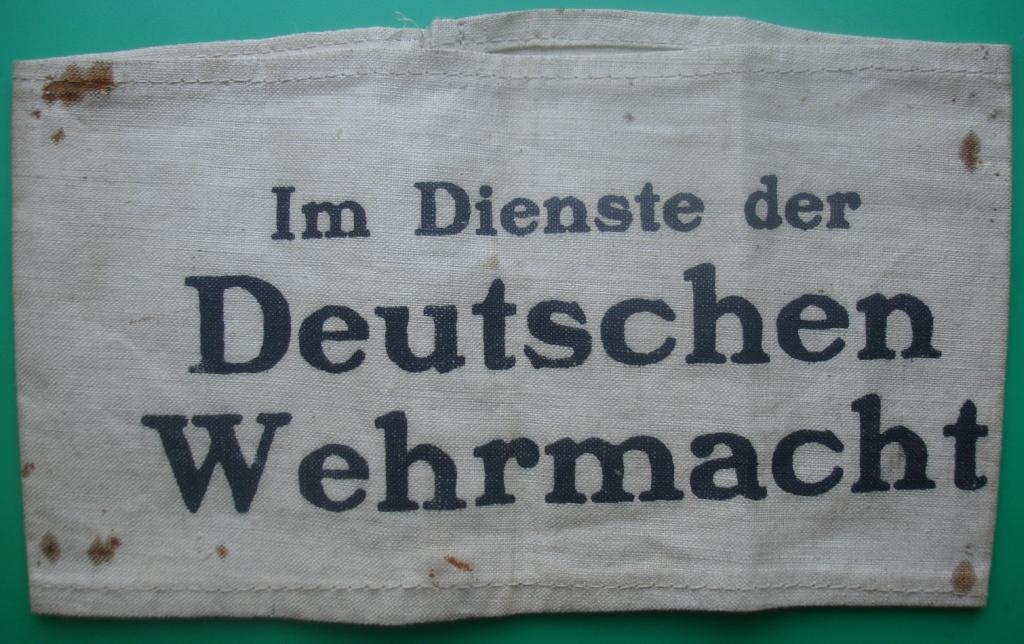 Im Dienste der
Deutschen
Wehrmacht